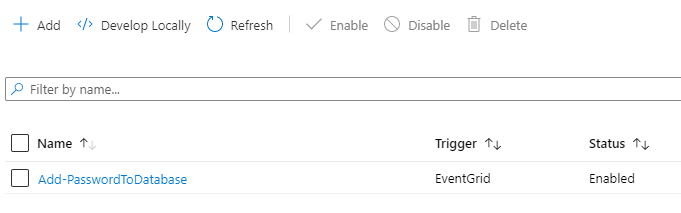 Add Develop Locally Refresh Enable Disable Delete
Filter by name...
Name Trigger Status
Add-PasswordToDatabase EventGrid Enabled